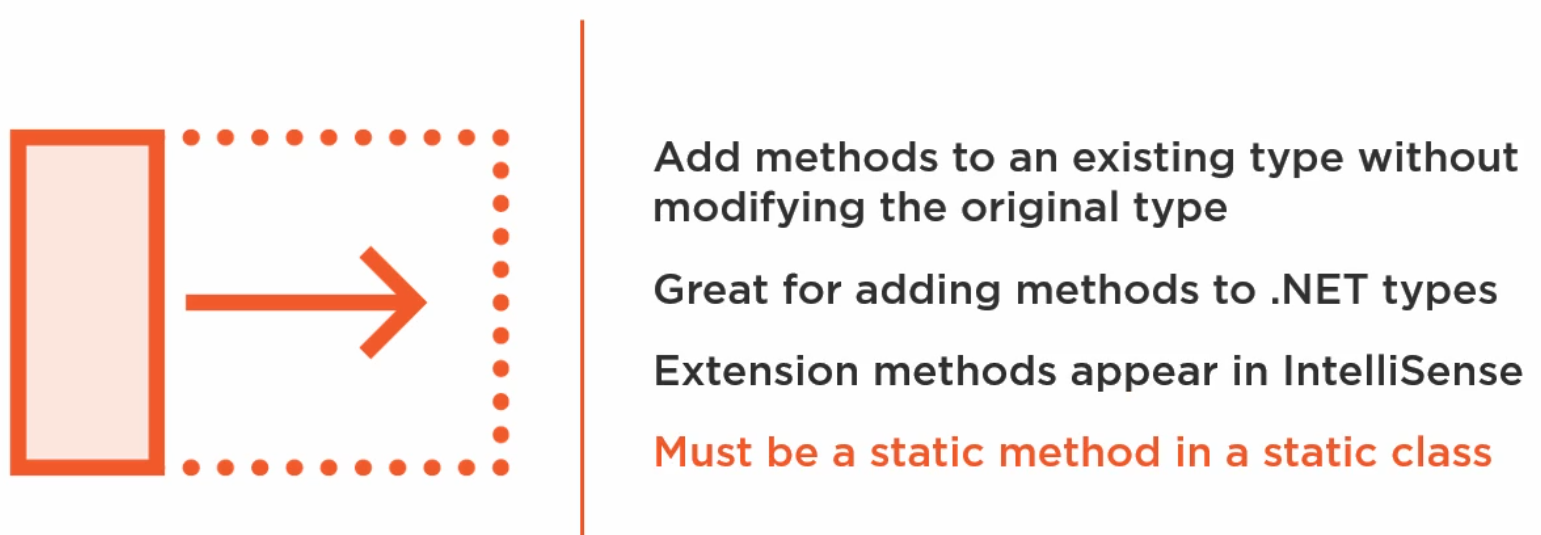 Add methods to an existing type without
modifying the original type
Great for adding methods to .NET types
Extension methods appear in IntelliSense
Must be a static method in a static class